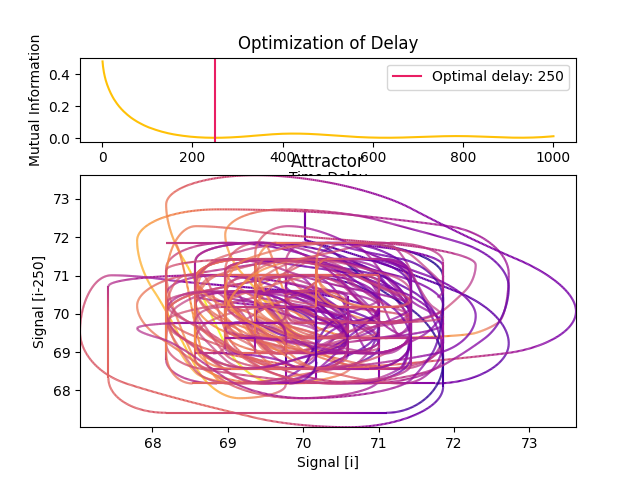 Optimization of Delay
Mutual Information
0.4
0.2
0.0
Optimal delay: 250
0 200 400 600 800 1000
Time Delay
Attractor
Signal [i-250]
73
72
71
70
69
68
68 69 70 71 72 73
Signal [i]